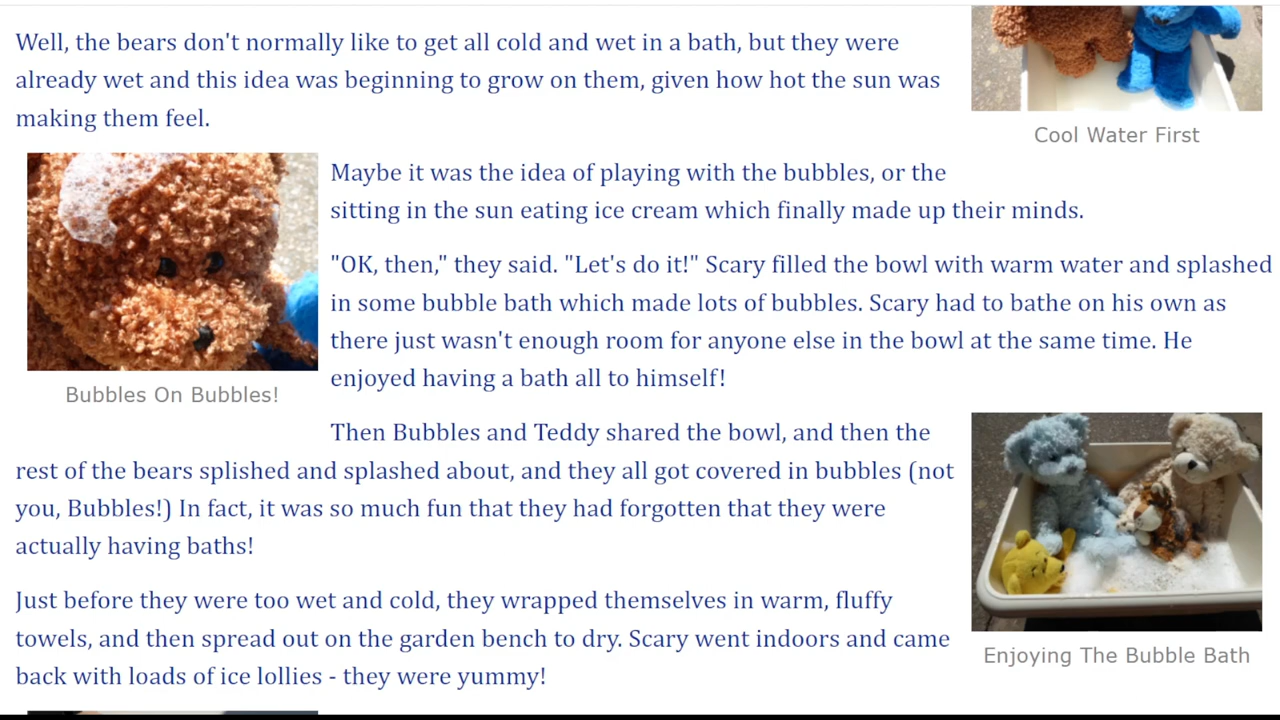 Well, the bears don't normally like to get all cold and wet in a bath, but they were
already wet and this idea was beginning to grow on them, given how hot the sun was
making them feel.
Cool Water First
Maybe it was the idea of playing with the bubbles, or the
sitting in the sun eating ice cream which finally made up their minds.
"OK, then," they said. "Let's do it!" Scary filled the bowl with warm water and splashed
in some bubble bath which made lots of bubbles. Scary had to bathe on his own as
there just wasn't enough room for anyone else in the bowl at the same time. He
enjoyed having a bath all to himself!
Bubbles On Bubbles!
Then Bubbles and Teddy shared the bowl, and then the
rest of the bears splished and splashed about, and they all got covered in bubbles (not
you, Bubbles!) In fact, it was so much fun that they had forgotten that they were
actually having baths!
Just before they were too wet and cold, they wrapped themselves in warm, fluffy
towels, and then spread out on the garden bench to dry. Scary went indoors and came
back with loads of ice lollies - they were yummy!
Enjoying The Bubble Bath